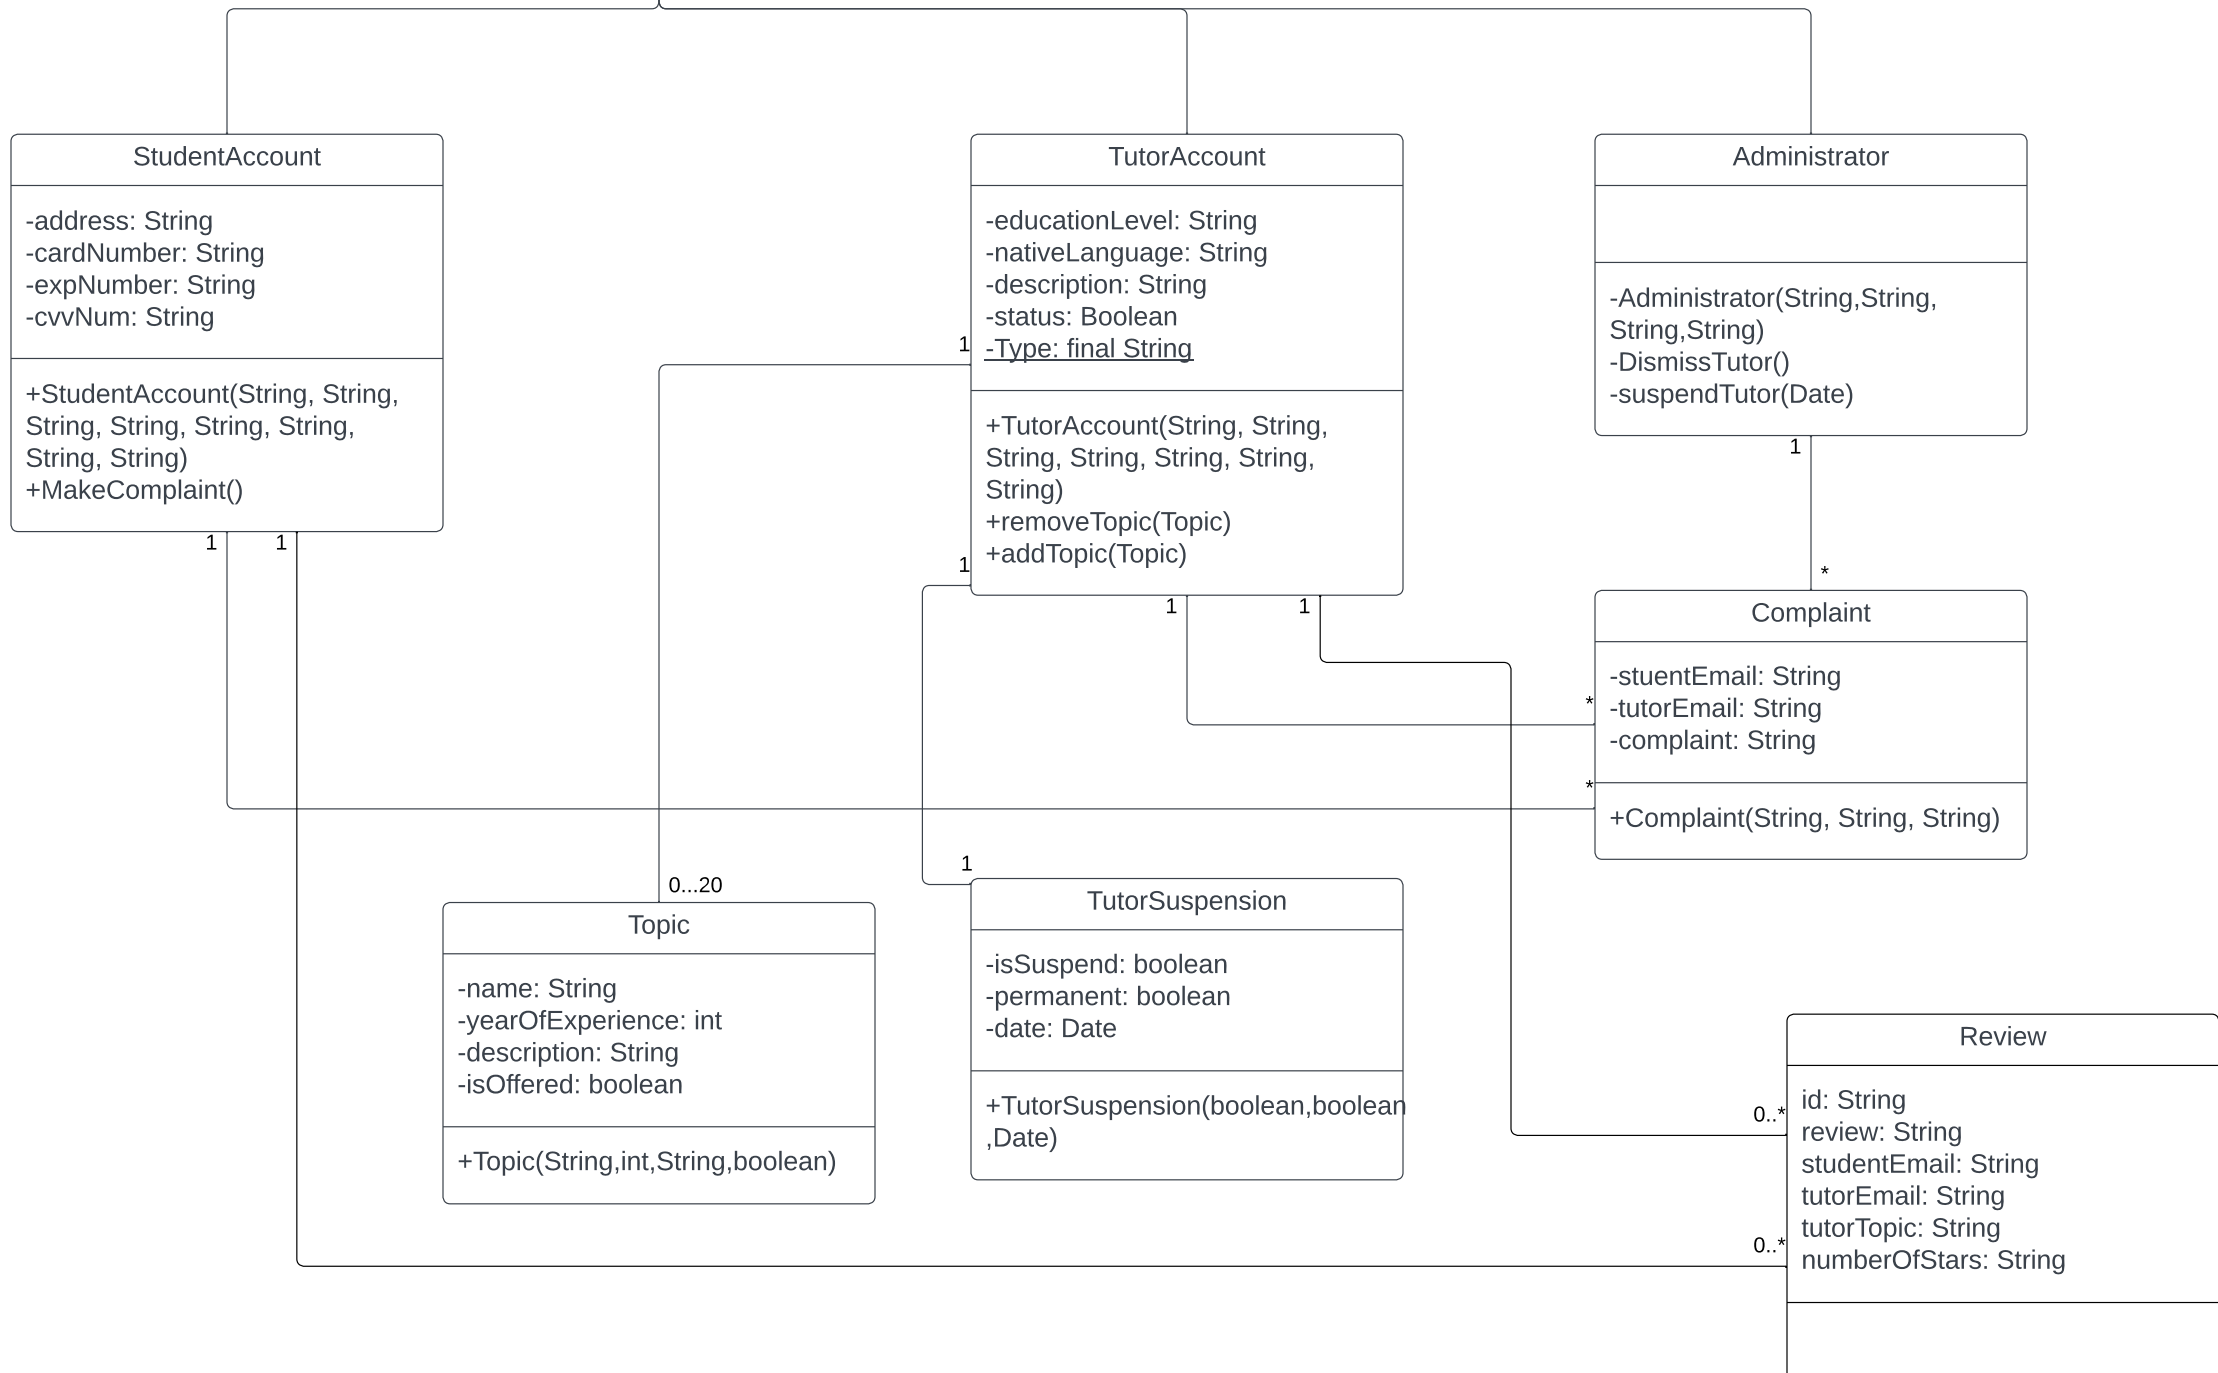 StudentAccount
-address: String
-cardNumber: String
-expNumber: String
-cvvNum: String
+StudentAccount(String, String,
String, String, String, String,
String, String)
+MakeComplaint()
1
1
TutorAccount
-educationLevel: String
-nativeLanguage: String
-description: String
-status: Boolean
-Type: final String
1
+TutorAccount(String, String,
String, String, String, String,
String)
+removeTopic(Topic)
+addTopic(Topic)
1
1
1
Administrator
-Administrator(String,String,
String,String)
-DismissTutor()
-suspendTutor(Date)
1
*
Complaint
-stuentEmail: String
-tutorEmail: String
-complaint: String
*
*
+Complaint(String, String, String)
0...20
Topic
-name: String
-yearOfExperience: int
-description: String
-isOffered: boolean
+Topic(String,int,String,boolean)
1
TutorSuspension
-isSuspend: boolean
-permanent: boolean
-date: Date
+TutorSuspension(boolean,boolean
,Date)
Review
id: String
review: String
studentEmail: String
tutorEmail: String
tutorTopic: String
numberOfStars: String
0..*
0..*